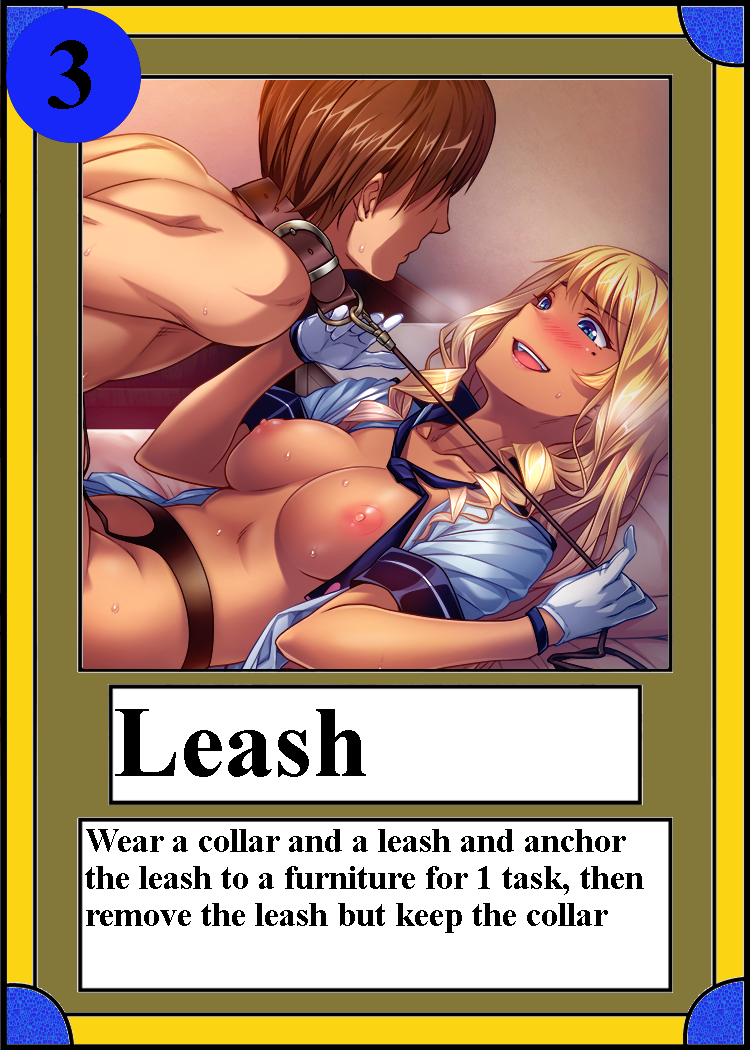 3
Leash
Wear a collar and a leash and anchor
the leash to a furniture for 1 task, then
remove the leash but keep the collar